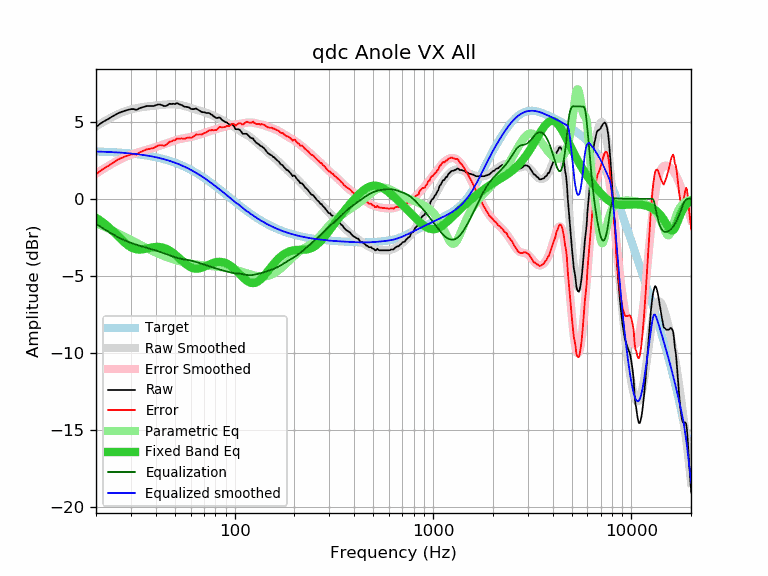 qdc Anole VX All
Amplitude (dBr)
5
0
−5
−10
−15
−20
Target
Raw Smoothed
Error Smoothed
Raw
Error
Parametric Eq
Fixed Band Eq
Equalization
Equalized smoothed
100
1000
10000
Frequency (Hz)